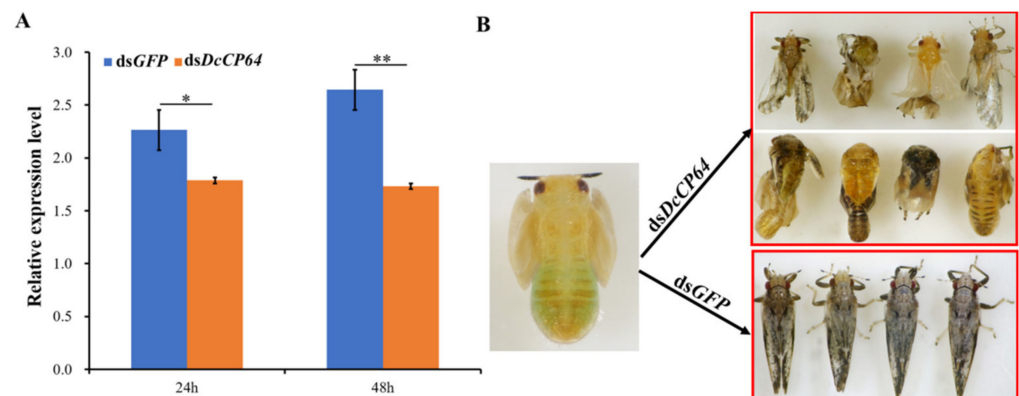 A
B
dsGFP dsDcCP64
Relative expression level
3.0
2.5
2.0
1.5
1.0
0.5
0.0
*
**
24h
48h
dsDcCP64
dsGFP